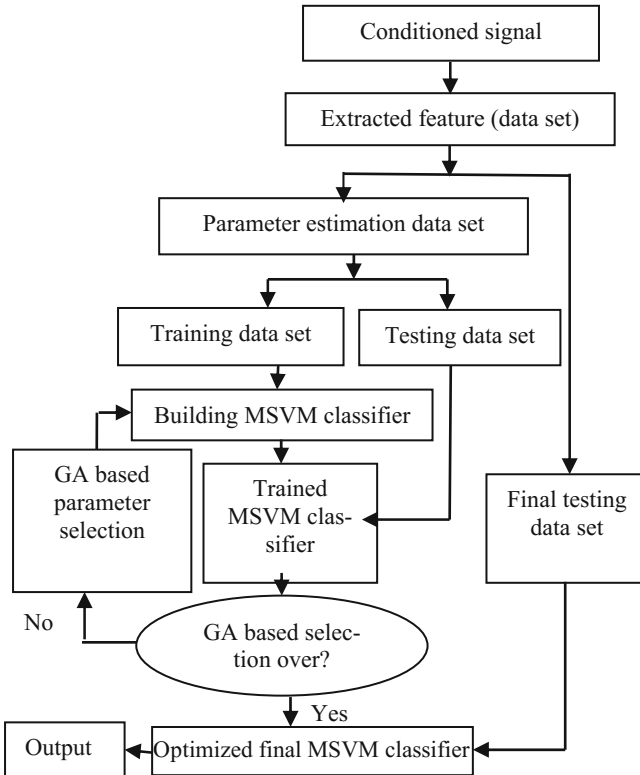 Conditioned signal
Extracted feature (data set)
Parameter estimation data set
Training data set
Testing data set
Building MSVM classifier
GA based
parameter
selection
Trained
MSVM clas-
sifier
Final testing
data set
No
GA based selec-
tion over?
Yes
Output
Optimized final MSVM classifier